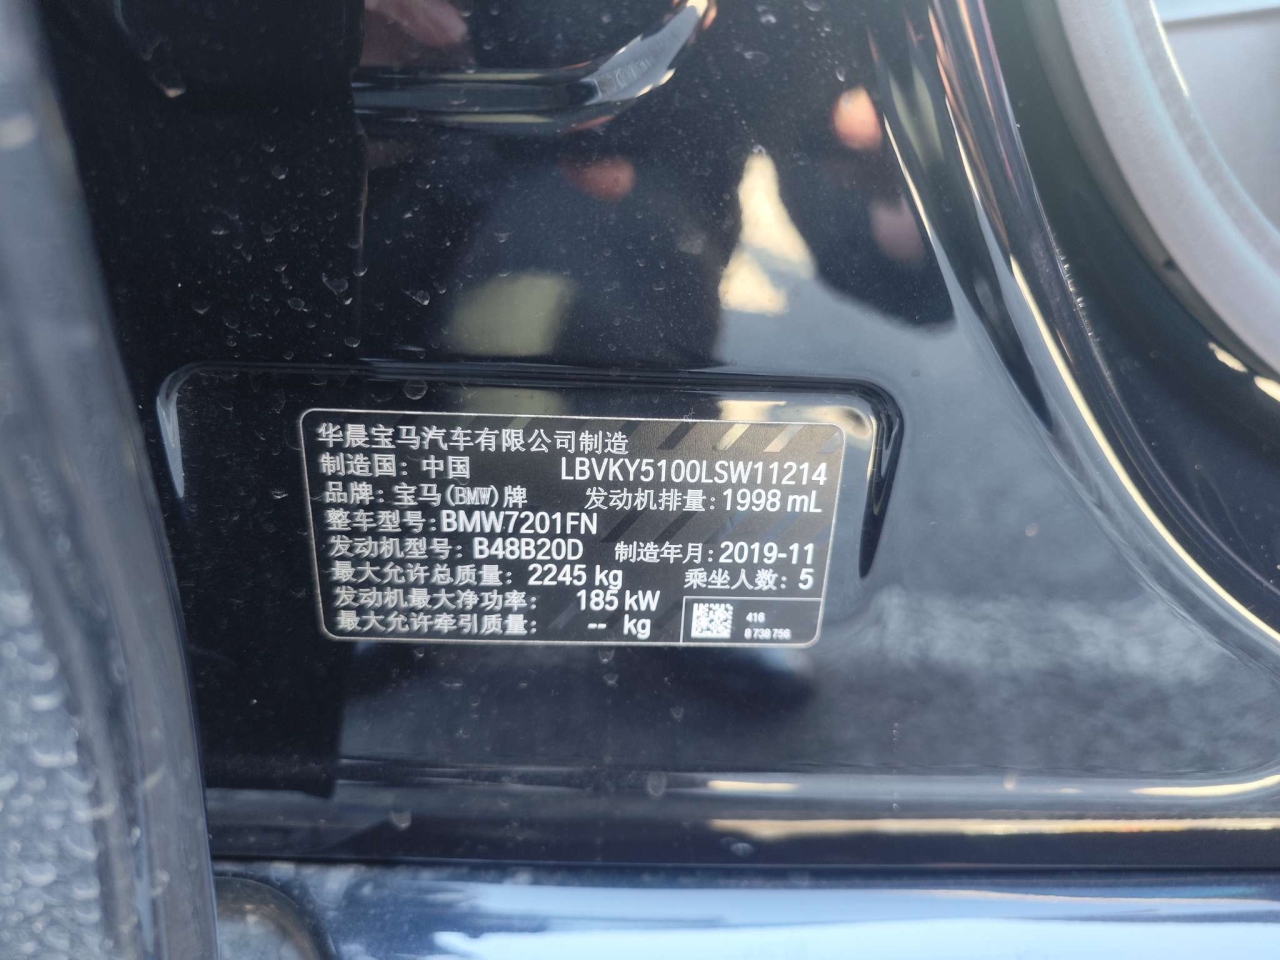 华晨宝马汽车有限公司制造
制造国：中国 LBVKY5100LSW11214
品牌：宝马(BMW)牌 发动机排量：1998 mL
整车型号：BMW7201FN
发动机型号：B48B20D 制造年月：2019-11
最大允许总质量：2245 kg 乘坐人数：5
发动机最大净功率：185 kW
最大允许牵引质量：-- kg
416
8 738 756